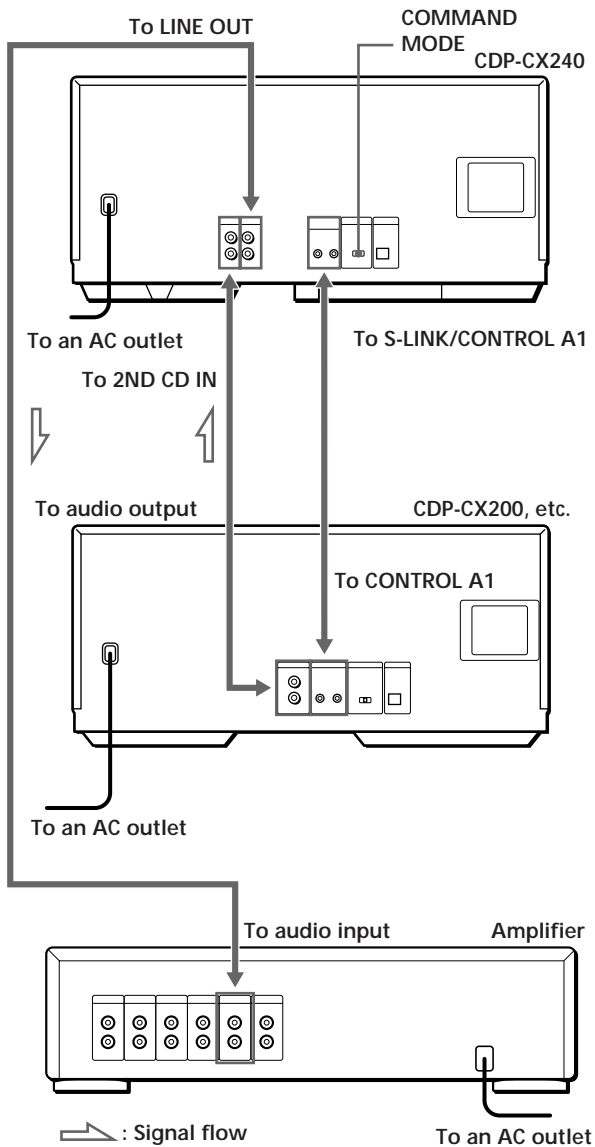 To LINE OUT
COMMAND
MODE
CDP-CX240
To an AC outlet
To S-LINK/CONTROL A1
To 2ND CD IN
To audio output
CDP-CX200, etc.
To CONTROL A1
To an AC outlet
To audio input
Amplifier
: Signal flow
To an AC outlet